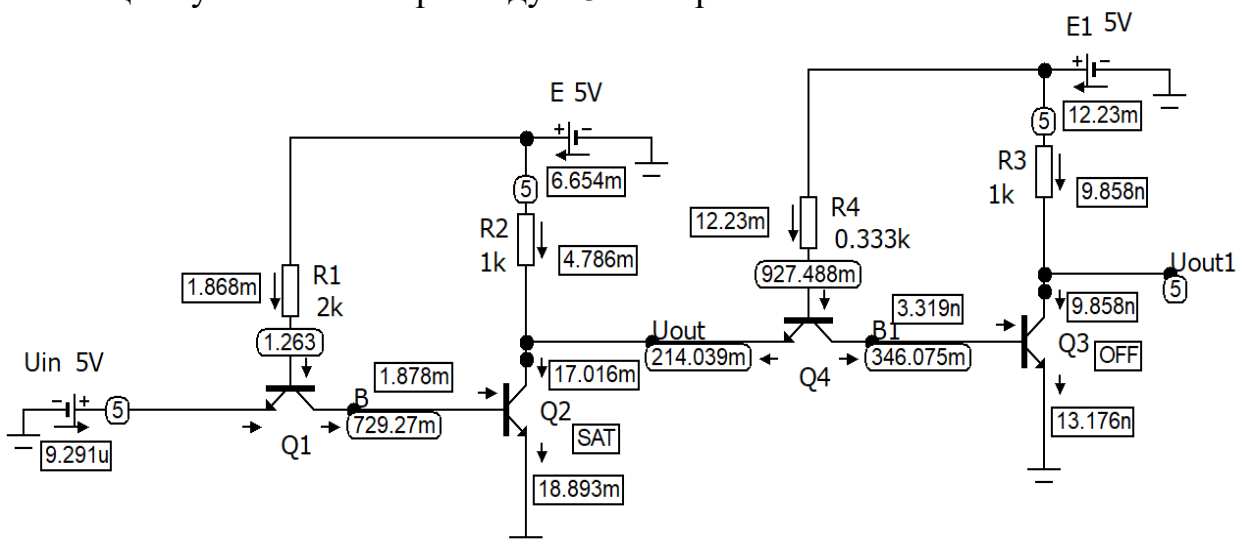 E1 5V
+ -
12.23m
E 5V
+ -
6.654m
5
R3
1k
9.858n
5
R2
1k
4.786m
12.23m
R4
0.333k
927.488m
1.868m
R1
2k
1.263
Uout1
5
3.319n
9.858n
B1
346.075m
Q3
OFF
Uout
214.039m
Q4
17.016m
13.176n
Uin 5V
- +
5
9.291u
1.878m
B
729.27m
Q1
Q2
SAT
18.893m